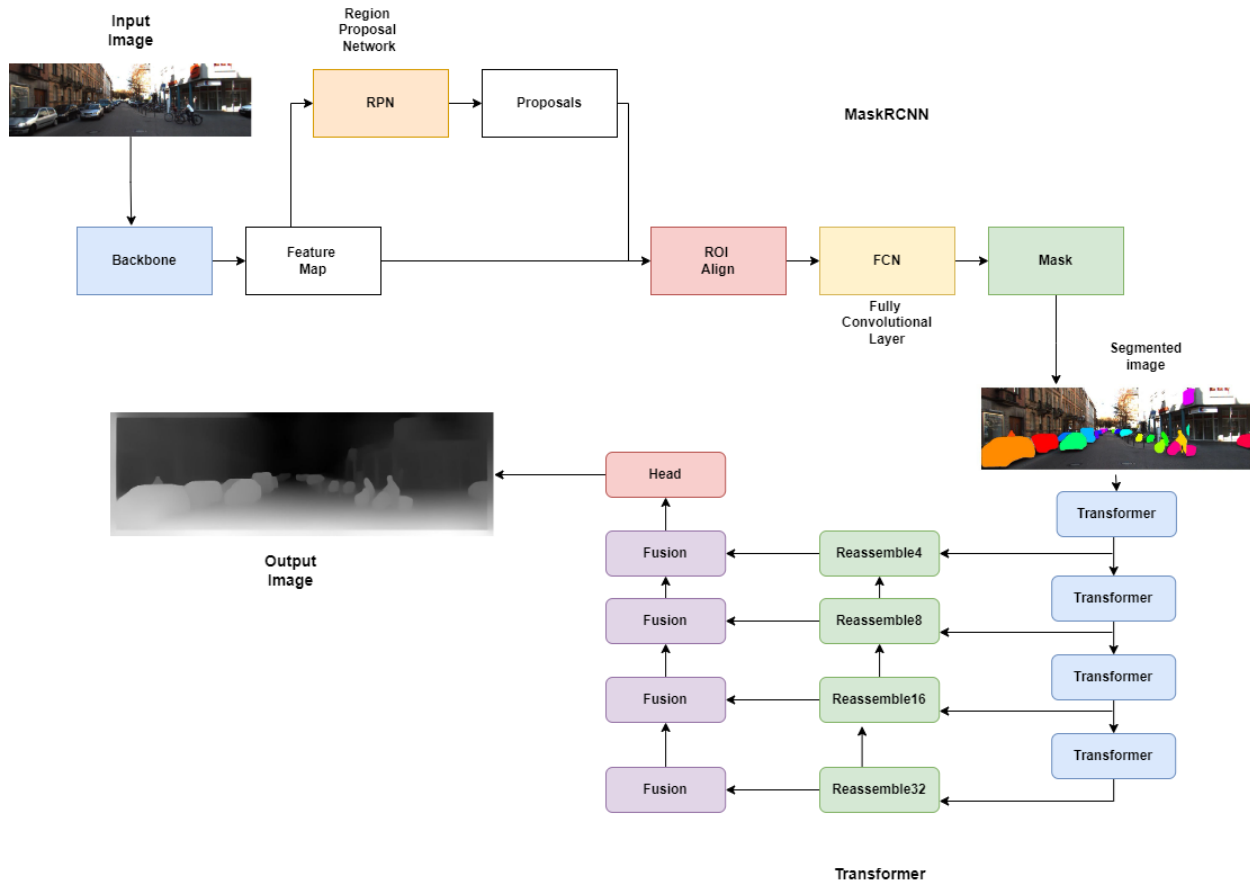 Input
Image
Region
Proposal
Network
RPN
Proposals
MaskRCNN
Backbone
Feature
Map
ROI
Align
FCN
Mask
Fully
Convolutional
Layer
Segmented
image
Head
Transformer
Fusion
Reassemble4
Output
Image
Transformer
Fusion
Reassemble8
Transformer
Fusion
Reassemble16
Transformer
Fusion
Reassemble32
Transformer